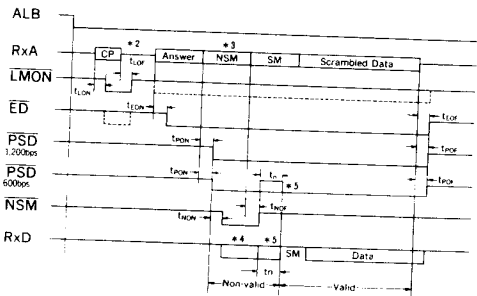 ALB
*2 *3
RxA CP tLOF Answer NSM SM Scrambled Data
LMON
tLON
ED tEDN tEOF
PSD tPON tPOF
1,200bps
PSD tPON tn tPOF
600bps *5
NSM tNON tNOF
*4 *5
RxD SM Data
tn
Non-valid Valid